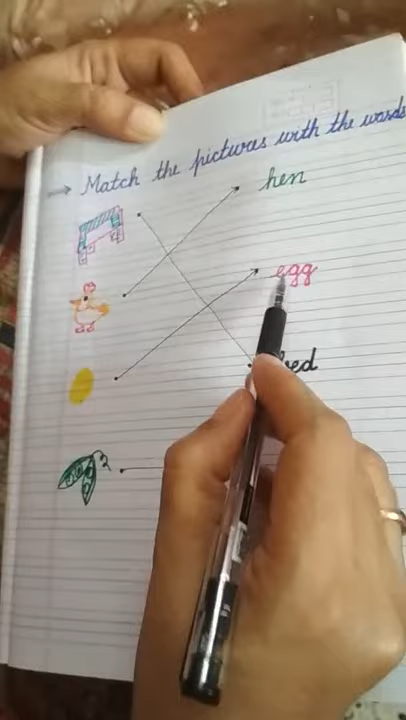 → Match the pictures with the words
hen
egg
bed